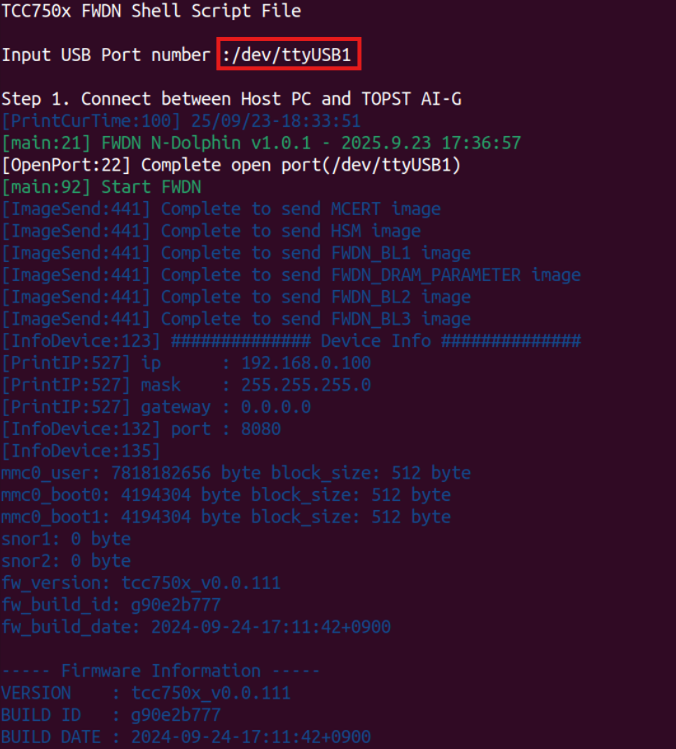 TCC750x FWDN Shell Script File
Input USB Port number :/dev/ttyUSB1
Step 1. Connect between Host PC and TOPST AI-G
[PrintCurTime:100] 25/09/23-18:33:51
[main:21] FWDN N-Dolphin v1.0.1 - 2025.9.23 17:36:57
[OpenPort:22] Complete open port(/dev/ttyUSB1)
[main:92] Start FWDN
[ImageSend:441] Complete to send MCERT image
[ImageSend:441] Complete to send HSM image
[ImageSend:441] Complete to send FWDN_BL1 image
[ImageSend:441] Complete to send FWDN_DRAM_PARAMETER image
[ImageSend:441] Complete to send FWDN_BL2 image
[ImageSend:441] Complete to send FWDN_BL3 image
[InfoDevice:123] ############## Device Info ##############
[PrintIP:527] ip      : 192.168.0.100
[PrintIP:527] mask    : 255.255.255.0
[PrintIP:527] gateway : 0.0.0.0
[InfoDevice:132] port : 8080
[InfoDevice:135]
mmc0_user: 7818182656 byte block_size: 512 byte
mmc0_boot0: 4194304 byte block_size: 512 byte
mmc0_boot1: 4194304 byte block_size: 512 byte
snor1: 0 byte
snor2: 0 byte
fw_version: tcc750x_v0.0.111
fw_build_id: g90e2b777
fw_build_date: 2024-09-24-17:11:42+0900
----- Firmware Information -----
VERSION    : tcc750x_v0.0.111
BUILD ID   : g90e2b777
BUILD DATE : 2024-09-24-17:11:42+0900